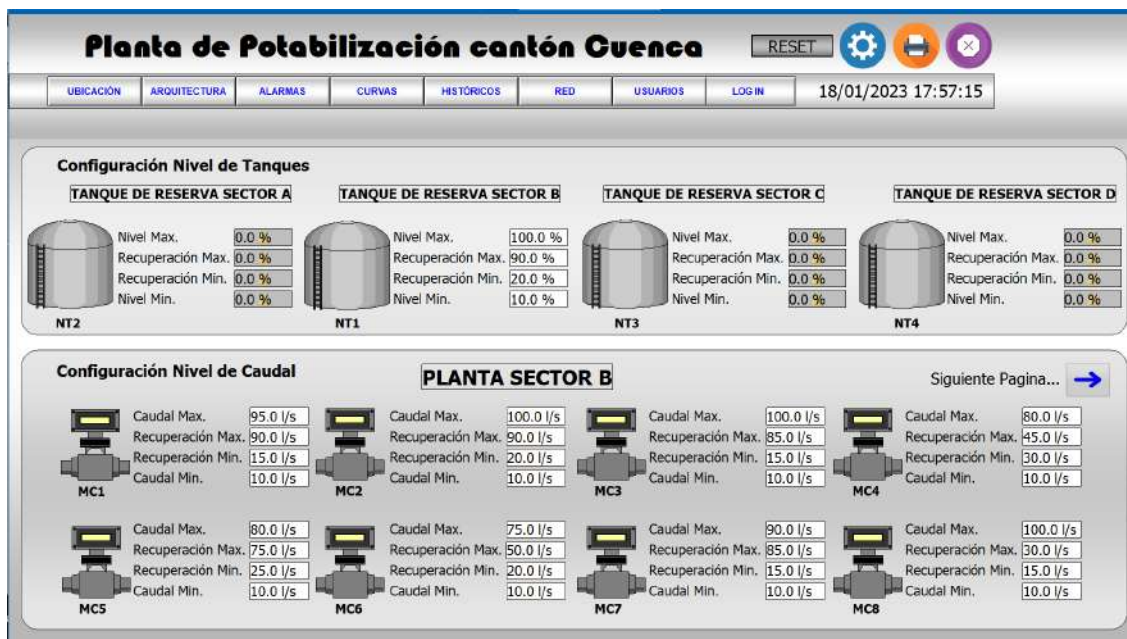 Planta de Potabilización cantón Cuenca
RESET
UBICACIÓN ARQUITECTURA ALARMAS CURVAS HISTÓRICOS RED USUARIOS LOG IN 18/01/2023 17:57:15
Configuración Nivel de Tanques
TANQUE DE RESERVA SECTOR A
Nivel Max. 0.0 %
Recuperación Max. 0.0 %
Recuperación Min. 0.0 %
Nivel Min. 0.0 %
NT2
TANQUE DE RESERVA SECTOR B
Nivel Max. 100.0 %
Recuperación Max. 90.0 %
Recuperación Min. 20.0 %
Nivel Min. 10.0 %
NT1
TANQUE DE RESERVA SECTOR C
Nivel Max. 0.0 %
Recuperación Max. 0.0 %
Recuperación Min. 0.0 %
Nivel Min. 0.0 %
NT3
TANQUE DE RESERVA SECTOR D
Nivel Max. 0.0 %
Recuperación Max. 0.0 %
Recuperación Min. 0.0 %
Nivel Min. 0.0 %
NT4
Configuración Nivel de Caudal
PLANTA SECTOR B
Siguiente Pagina...
Caudal Max. 95.0 l/s
Recuperación Max. 90.0 l/s
Recuperación Min. 15.0 l/s
Caudal Min. 10.0 l/s
MC1
Caudal Max. 100.0 l/s
Recuperación Max. 90.0 l/s
Recuperación Min. 20.0 l/s
Caudal Min. 10.0 l/s
MC2
Caudal Max. 100.0 l/s
Recuperación Max. 85.0 l/s
Recuperación Min. 15.0 l/s
Caudal Min. 10.0 l/s
MC3
Caudal Max. 80.0 l/s
Recuperación Max. 45.0 l/s
Recuperación Min. 30.0 l/s
Caudal Min. 10.0 l/s
MC4
Caudal Max. 80.0 l/s
Recuperación Max. 75.0 l/s
Recuperación Min. 25.0 l/s
Caudal Min. 10.0 l/s
MC5
Caudal Max. 75.0 l/s
Recuperación Max. 50.0 l/s
Recuperación Min. 20.0 l/s
Caudal Min. 10.0 l/s
MC6
Caudal Max. 90.0 l/s
Recuperación Max. 85.0 l/s
Recuperación Min. 15.0 l/s
Caudal Min. 10.0 l/s
MC7
Caudal Max. 100.0 l/s
Recuperación Max. 30.0 l/s
Recuperación Min. 15.0 l/s
Caudal Min. 10.0 l/s
MC8